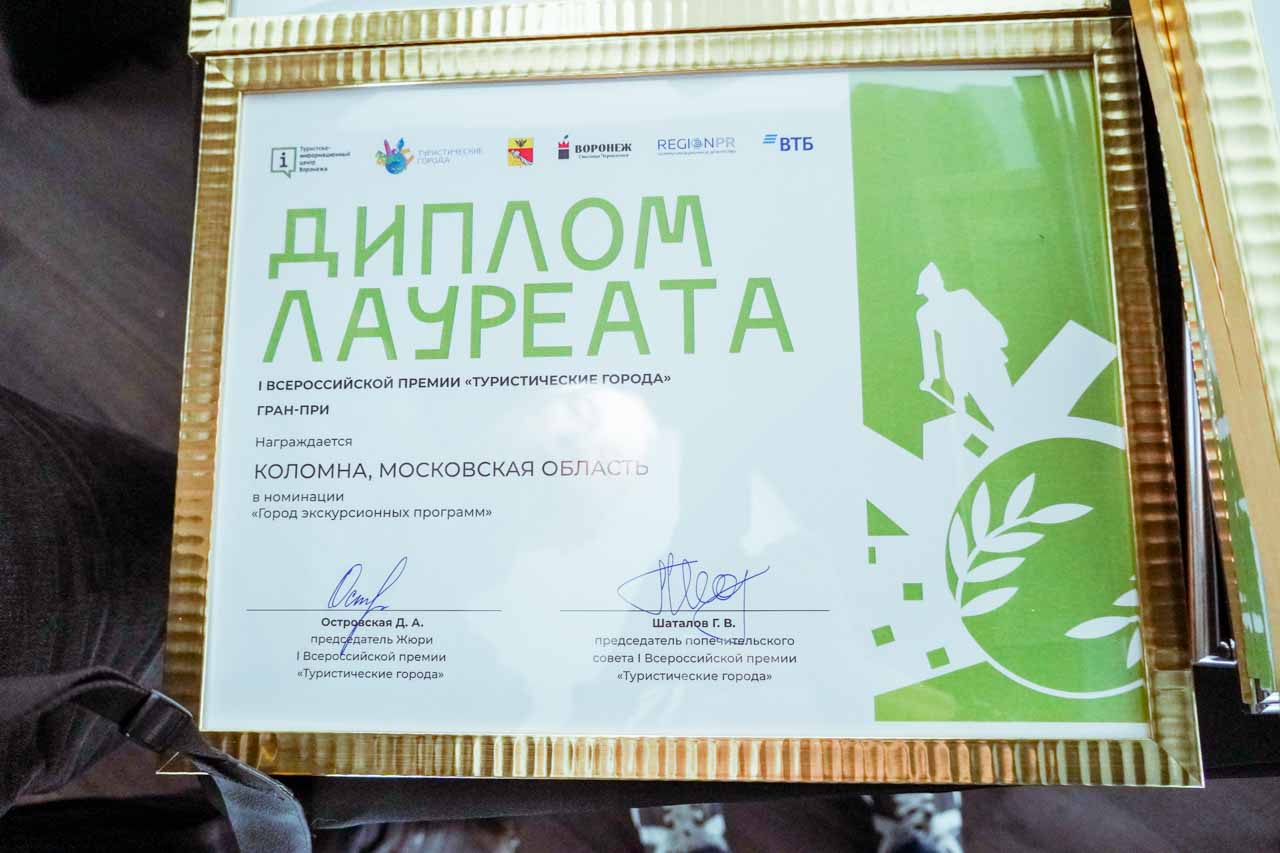 Туристско-
информационный
центр
Воронежа
ТУРИСТИЧЕСКИЕ
ГОРОДА
ВОРОНЕЖ
REGIONPR
ВТБ
ДИПЛОМ
ЛАУРЕАТА
I ВСЕРОССИЙСКОЙ ПРЕМИИ «ТУРИСТИЧЕСКИЕ ГОРОДА»
ГРАН-ПРИ
Награждается
КОЛОМНА, МОСКОВСКАЯ ОБЛАСТЬ
в номинации
«Город экскурсионных программ»
Островская Д. А.
председатель Жюри
I Всероссийской премии
«Туристические города»
Шаталов Г. В.
председатель попечительского
совета I Всероссийской премии
«Туристические города»